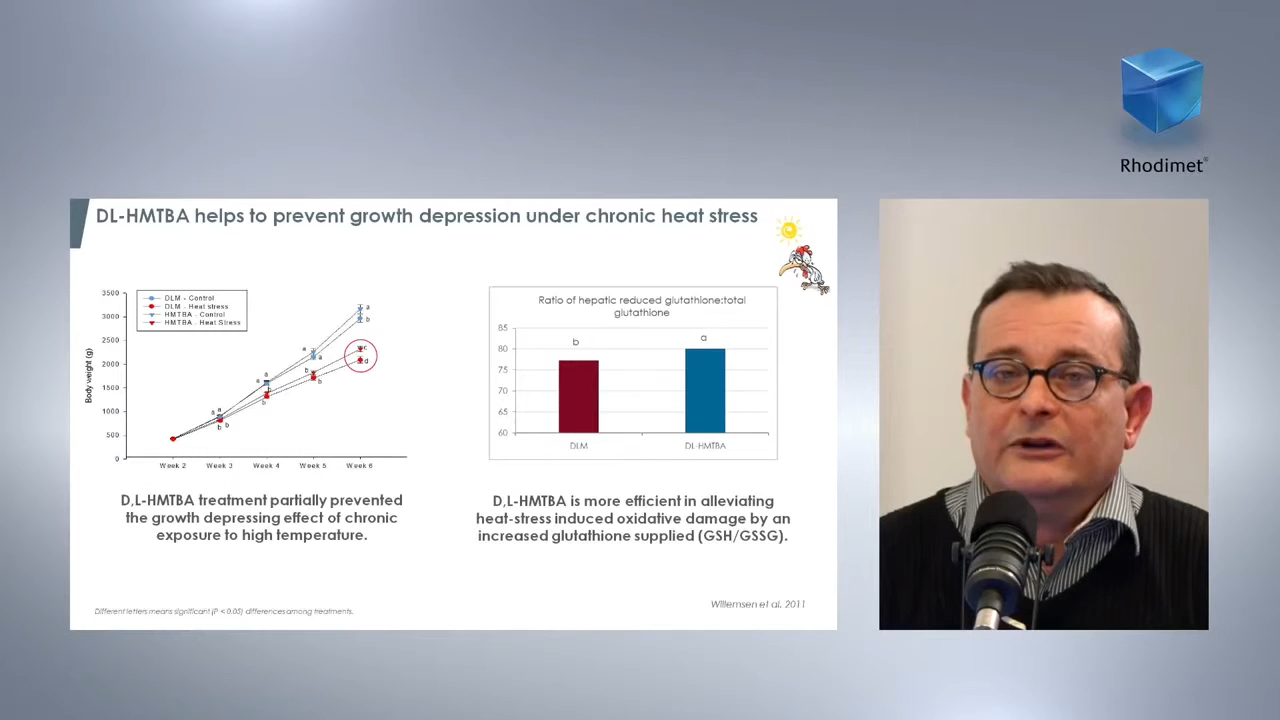 Rhodimet®
DL-HMTBA helps to prevent growth depression under chronic heat stress
3500
3000
2500
2000
1500
1000
500
0
Body weight (g)
DLM - Control
DLM - Heat stress
HMTBA - Control
HMTBA - Heat Stress
a
b
c
d
a
a
b
b
a
a
b
b
a
a
b
b
Week 2
Week 3
Week 4
Week 5
Week 6
Ratio of hepatic reduced glutathione:total
glutathione
85
80
75
70
65
60
b
a
DLM
DL-HMTBA
D,L-HMTBA treatment partially prevented
the growth depressing effect of chronic
exposure to high temperature.
D,L-HMTBA is more efficient in alleviating
heat-stress induced oxidative damage by an
increased glutathione supplied (GSH/GSSG).
Different letters means significant (P < 0.05) differences among treatments.
Willemsen et al. 2011